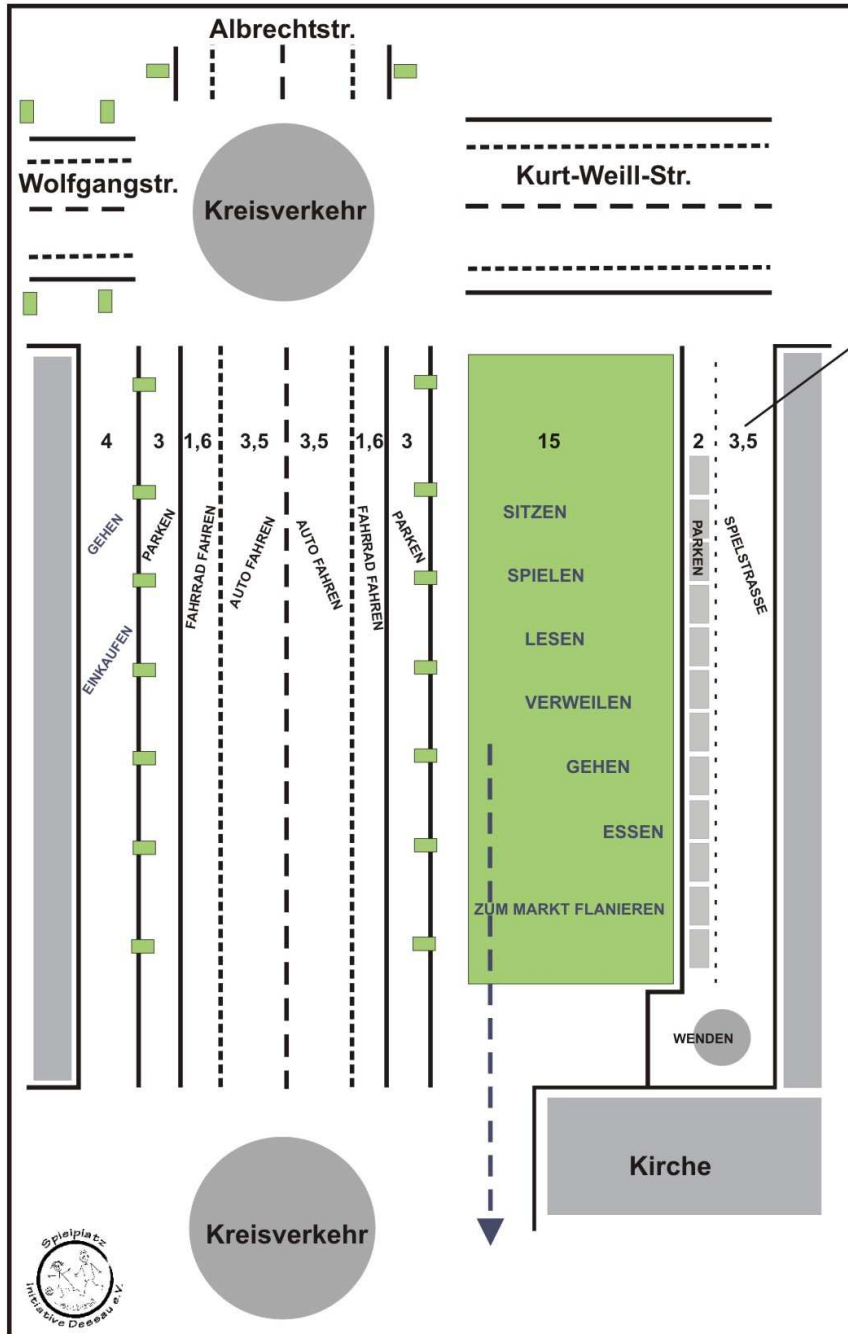 Albrechtstr.
Wolfgangstr.
Kurt-Weill-Str.
Kreisverkehr
4 3 1,6 3,5 3,5 1,6 3 15 2 3,5
GEHEN
EINKAUFEN
PARKEN
FAHRRAD FAHREN
AUTO FAHREN
AUTO FAHREN
FAHRRAD FAHREN
PARKEN
SITZEN
SPIELEN
LESEN
VERWEILEN
GEHEN
ESSEN
ZUM MARKT FLANIEREN
PARKEN
SPIELSTRASSE
WENDEN
Kirche
Kreisverkehr
Spielplatz
Initiative Dessau e.V.